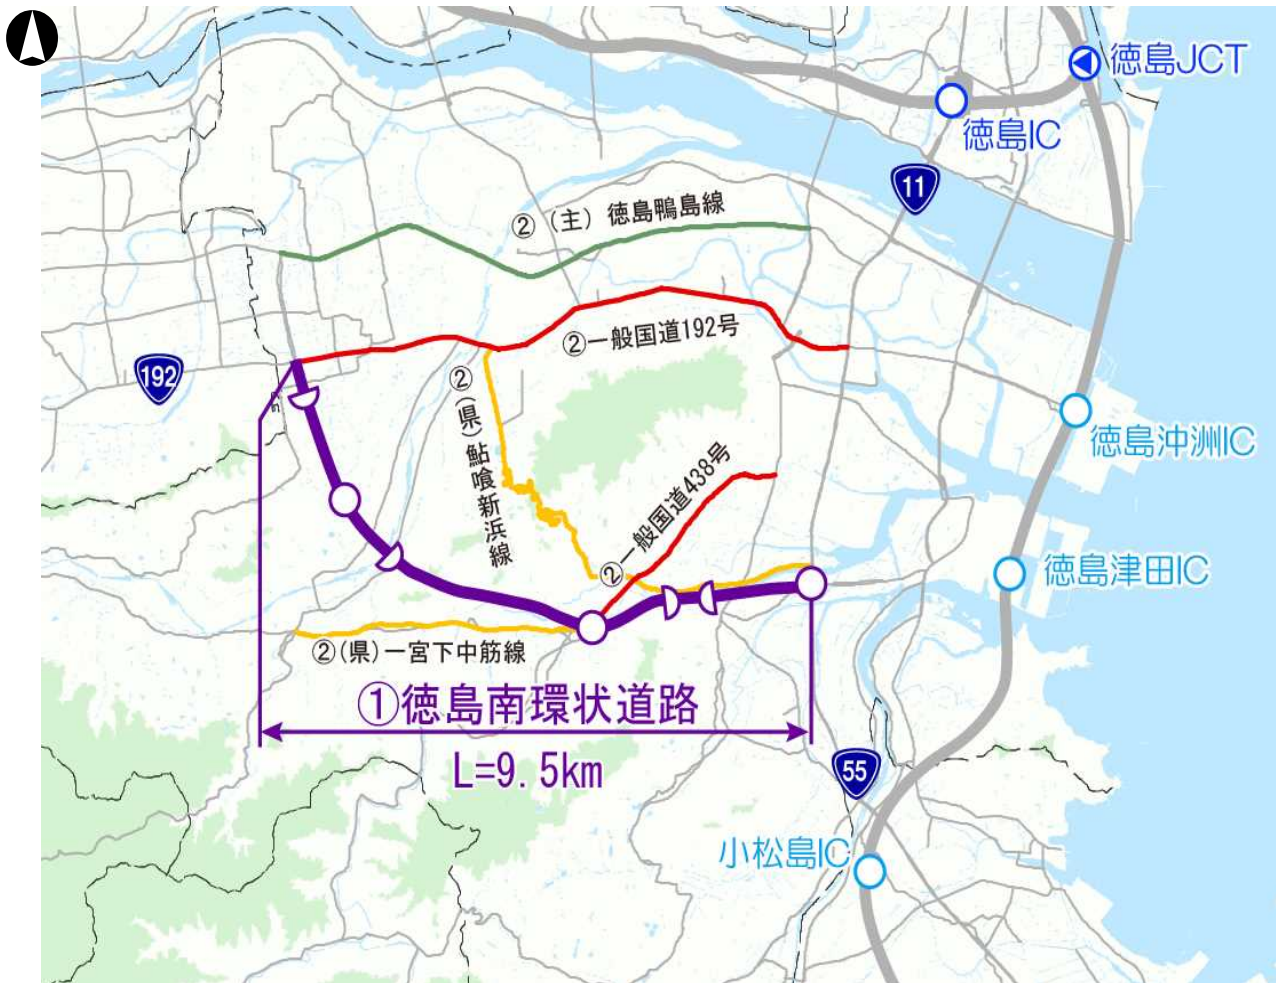 徳島JCT
徳島IC
11
②（主）徳島鴨島線
②一般国道192号
192
②(県)鮎喰新浜線
徳島沖洲IC
②一般国道438号
徳島津田IC
②(県)一宮下中筋線
①徳島南環状道路
L=9.5km
55
小松島IC